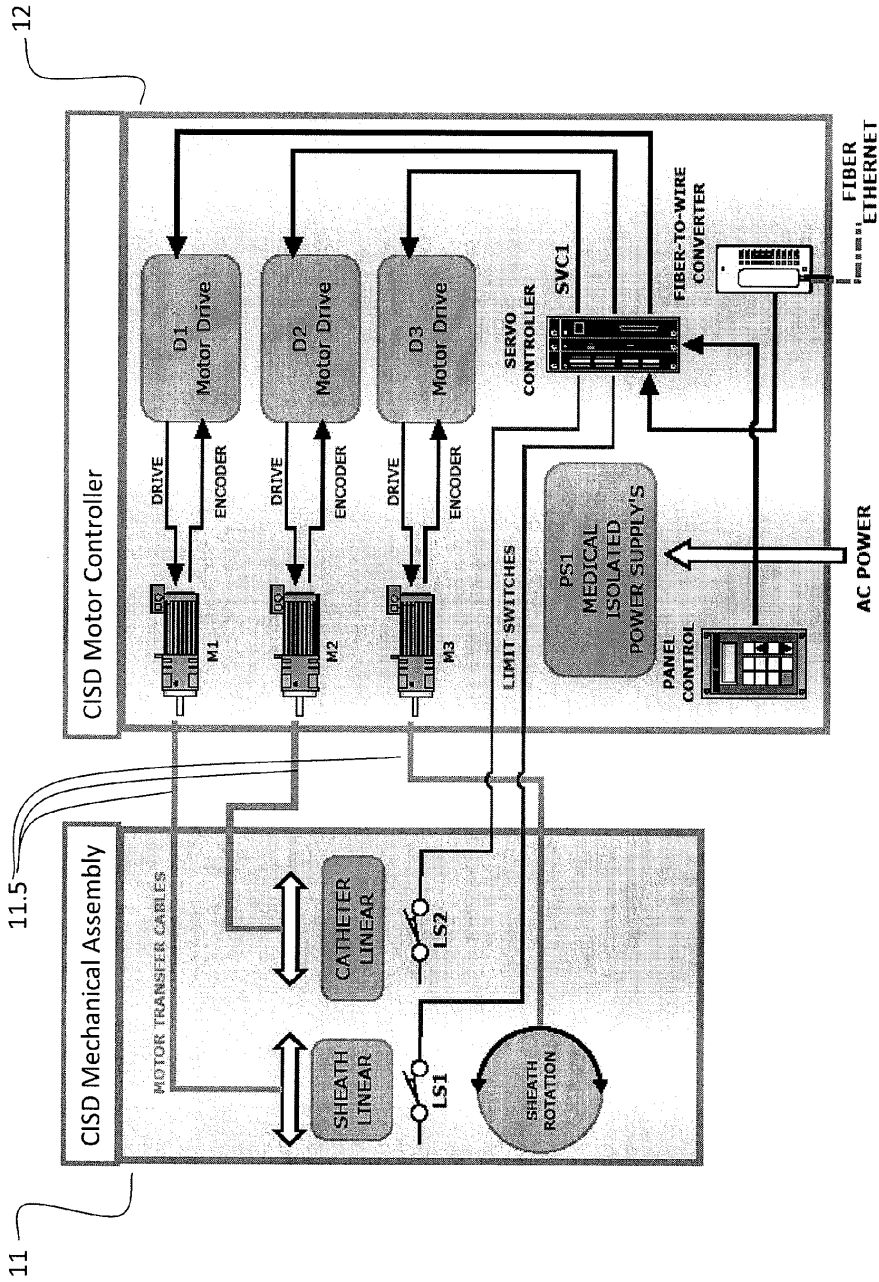 11
11.5
12
CISD Mechanical Assembly
MOTOR TRANSFER CABLES
SHEATH
LINEAR
CATHETER
LINEAR
LS1
LS2
SHEATH
ROTATION
CISD Motor Controller
M1
M2
M3
DRIVE
ENCODER
DRIVE
ENCODER
DRIVE
ENCODER
D1
Motor Drive
D2
Motor Drive
D3
Motor Drive
LIMIT SWITCHES
SERVO
CONTROLLER
SVC1
PS1
MEDICAL
ISOLATED
POWER SUPPLY'S
PANEL
CONTROL
FIBER-TO-WIRE
CONVERTER
AC POWER
FIBER
ETHERNET